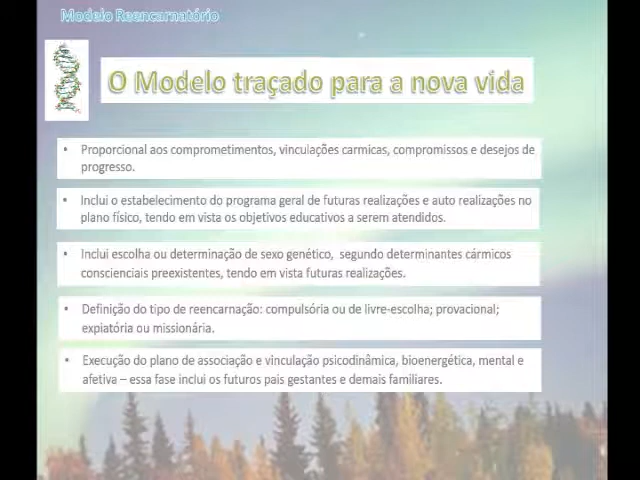 Modelo Reencarnatório
O Modelo traçado para a nova vida
• Proporcional aos comprometimentos, vinculações carmicas, compromissos e desejos de
progresso.
• Inclui o estabelecimento do programa geral de futuras realizações e auto realizações no
plano físico, tendo em vista os objetivos educativos a serem atendidos.
• Inclui escolha ou determinação de sexo genético, segundo determinantes cármicos
conscienciais preexistentes, tendo em vista futuras realizações.
• Definição do tipo de reencarnação: compulsória ou de livre-escolha; provacional;
expiatória ou missionária.
• Execução do plano de associação e vinculação psicodinâmica, bioenergética, mental e
afetiva – essa fase inclui os futuros pais gestantes e demais familiares.